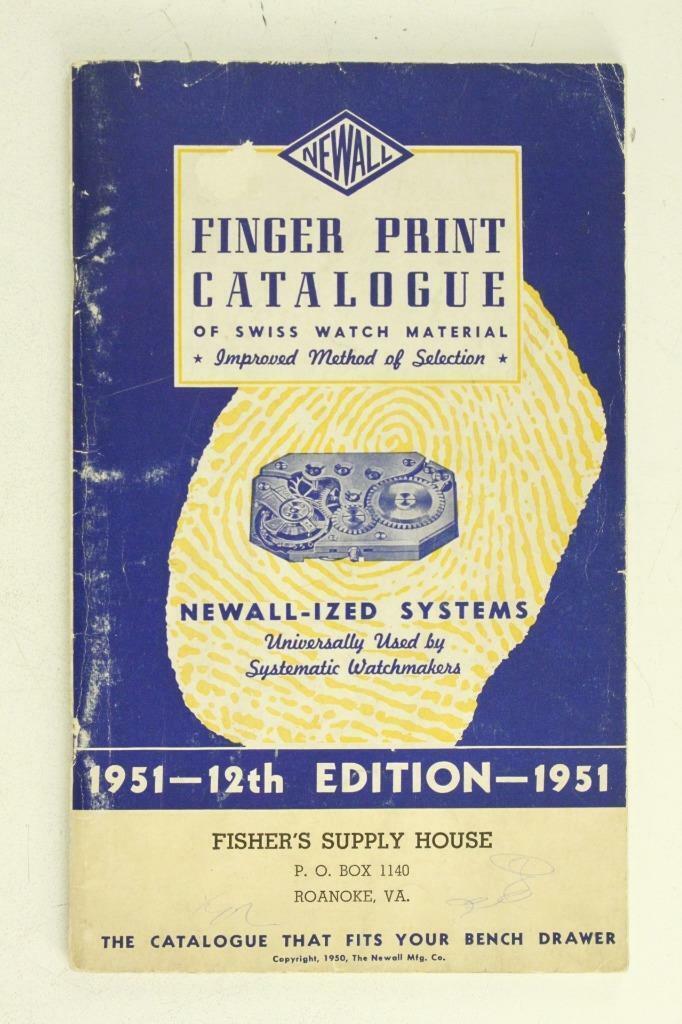 NEWALL
FINGER PRINT
CATALOGUE
OF SWISS WATCH MATERIAL
★ Improved Method of Selection ★
NEWALL-IZED SYSTEMS
Universally Used by
Systematic Watchmakers
1951—12th EDITION—1951
FISHER'S SUPPLY HOUSE
P. O. BOX 1140
ROANOKE, VA.
THE CATALOGUE THAT FITS YOUR BENCH DRAWER
Copyright, 1950, The Newall Mfg. Co.